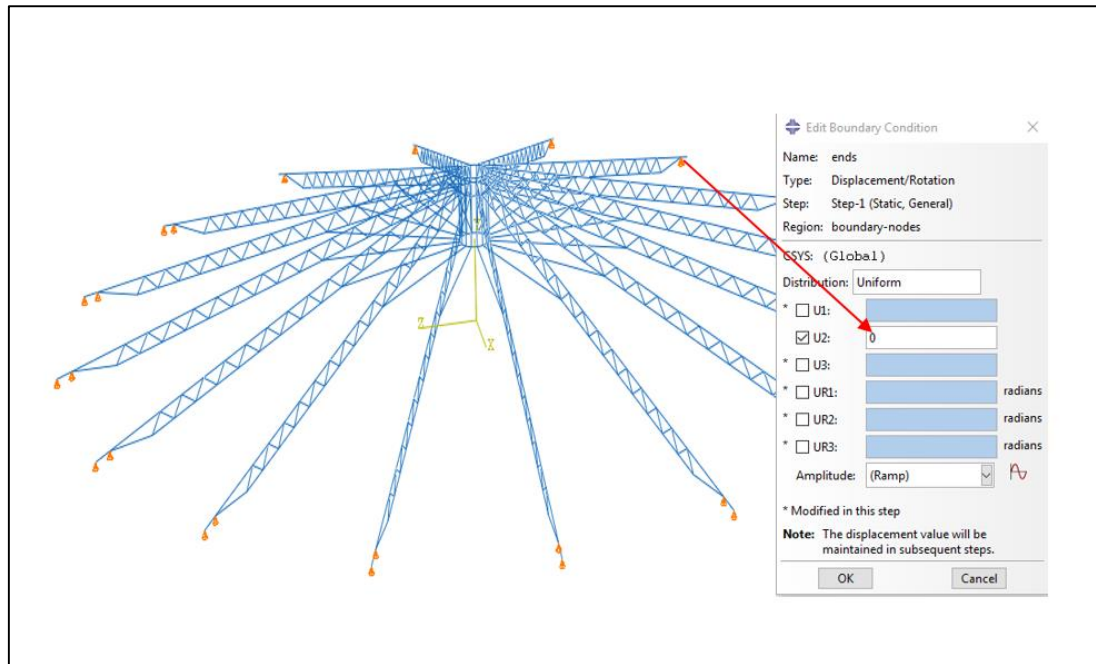 Edit Boundary Condition
Name: ends
Type: Displacement/Rotation
Step: Step-1 (Static, General)
Region: boundary-nodes
CSYS: (Global)
Distribution: Uniform
* U1:
U2: 0
* U3:
* UR1: radians
* UR2: radians
* UR3: radians
Amplitude: (Ramp)
* Modified in this step
Note: The displacement value will be
maintained in subsequent steps.
OK Cancel
Y
Z
X